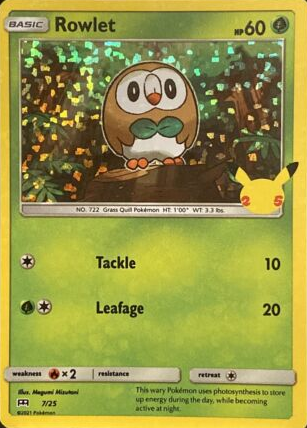 BASIC Rowlet HP60
NO. 722 Grass Quill Pokémon HT: 1'00" WT: 3.3 lbs.
25
Tackle 10
Leafage 20
weakness ×2 resistance retreat
Illus. Megumi Mizutani
7/25
©2021 Pokémon
This wary Pokémon uses photosynthesis to store
up energy during the day, while becoming
active at night.